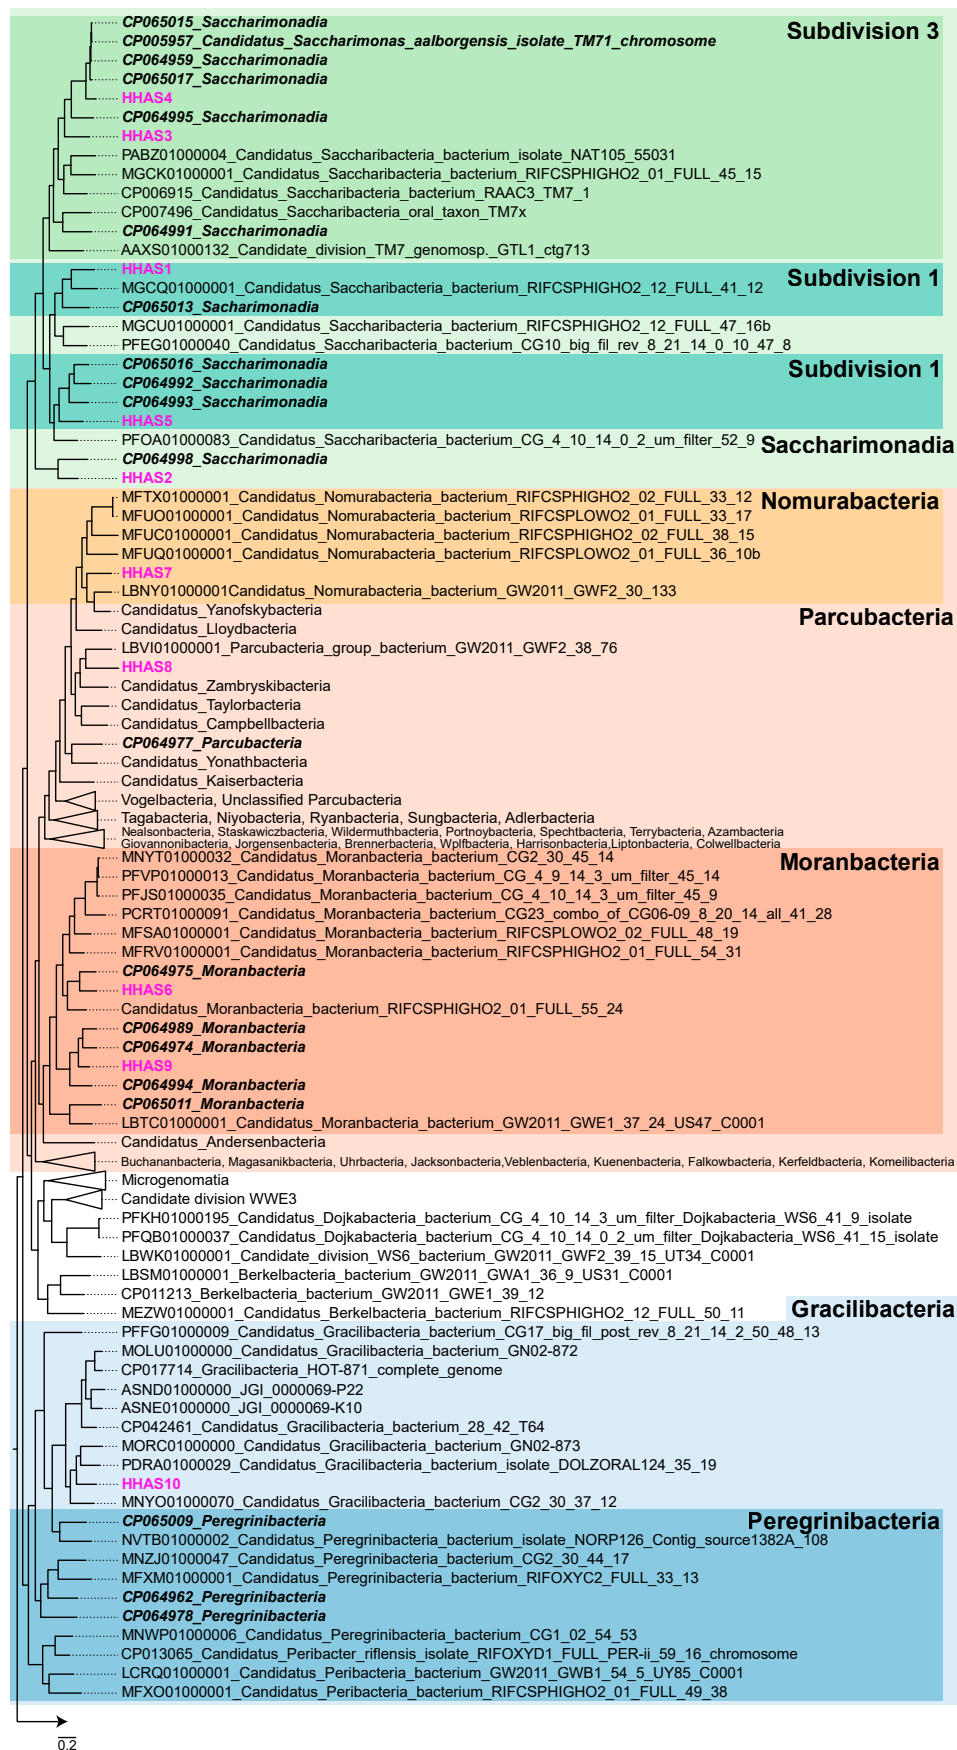 CP065015_Saccharimonadia
Subdivision 3
CP005957_Candidatus_Saccharimonas_aalborgensis_isolate_TM71_chromosome
CP064959_Saccharimonadia
CP065017_Saccharimonadia
HHAS4
CP064995_Saccharimonadia
HHAS3
PABZ01000004_Candidatus_Saccharibacteria_bacterium_isolate_NAT105_55031
MGCK01000001_Candidatus_Saccharibacteria_bacterium_RIFCSPHIGHO2_01_FULL_45_15
CP006915_Candidatus_Saccharibacteria_bacterium_RAAC3_TM7_1
CP007496_Candidatus_Saccharibacteria_oral_taxon_TM7x
CP064991_Saccharimonadia
AAXS01000132_Candidate_division_TM7_genomosp._GTL1_ctg713
HHAS1
Subdivision 1
MGCQ01000001_Candidatus_Saccharibacteria_bacterium_RIFCSPHIGHO2_12_FULL_41_12
CP065013_Sacharimonadia
MGCU01000001_Candidatus_Saccharibacteria_bacterium_RIFCSPHIGHO2_12_FULL_47_16b
PFEG01000040_Candidatus_Saccharibacteria_bacterium_CG10_big_fil_rev_8_21_14_0_10_47_8
CP065016_Saccharimonadia
Subdivision 1
CP064992_Saccharimonadia
CP064993_Saccharimonadia
HHAS5
PFOA01000083_Candidatus_Saccharibacteria_bacterium_CG_4_10_14_0_2_um_filter_52_9
Saccharimonadia
CP064998_Saccharimonadia
HHAS2
MFTX01000001_Candidatus_Nomurabacteria_bacterium_RIFCSPHIGHO2_02_FULL_33_12
Nomurabacteria
MFUO01000001_Candidatus_Nomurabacteria_bacterium_RIFCSPLOWO2_01_FULL_33_17
MFUC01000001_Candidatus_Nomurabacteria_bacterium_RIFCSPHIGHO2_02_FULL_38_15
MFUQ01000001_Candidatus_Nomurabacteria_bacterium_RIFCSPLOWO2_01_FULL_36_10b
HHAS7
LBNY01000001Candidatus_Nomurabacteria_bacterium_GW2011_GWF2_30_133
Candidatus_Yanofskybacteria
Parcubacteria
Candidatus_Lloydbacteria
LBVI01000001_Parcubacteria_group_bacterium_GW2011_GWF2_38_76
HHAS8
Candidatus_Zambryskibacteria
Candidatus_Taylorbacteria
Candidatus_Campbellbacteria
CP064977_Parcubacteria
Candidatus_Yonathbacteria
Candidatus_Kaiserbacteria
Vogelbacteria, Unclassified Parcubacteria
Tagabacteria, Niyobacteria, Ryanbacteria, Sungbacteria, Adlerbacteria
Nealsonbacteria, Staskawiczbacteria, Wildermuthbacteria, Portnoybacteria, Spechtbacteria, Terrybacteria, Azambacteria
Giovannonibacteria, Jorgensenbacteria, Brennerbacteria, Wplfbacteria, Harrisonbacteria,Liptonbacteria, Colwellbacteria
MNYT01000032_Candidatus_Moranbacteria_bacterium_CG2_30_45_14
Moranbacteria
PFVP01000013_Candidatus_Moranbacteria_bacterium_CG_4_9_14_3_um_filter_45_14
PFJS01000035_Candidatus_Moranbacteria_bacterium_CG_4_10_14_3_um_filter_45_9
PCRT01000091_Candidatus_Moranbacteria_bacterium_CG23_combo_of_CG06-09_8_20_14_all_41_28
MFSA01000001_Candidatus_Moranbacteria_bacterium_RIFCSPLOWO2_02_FULL_48_19
MFRV01000001_Candidatus_Moranbacteria_bacterium_RIFCSPHIGHO2_01_FULL_54_31
CP064975_Moranbacteria
HHAS6
Candidatus_Moranbacteria_bacterium_RIFCSPHIGHO2_01_FULL_55_24
CP064989_Moranbacteria
CP064974_Moranbacteria
HHAS9
CP064994_Moranbacteria
CP065011_Moranbacteria
LBTC01000001_Candidatus_Moranbacteria_bacterium_GW2011_GWE1_37_24_US47_C0001
Candidatus_Andersenbacteria
Buchananbacteria, Magasanikbacteria, Uhrbacteria, Jacksonbacteria,Veblenbacteria, Kuenenbacteria, Falkowbacteria, Kerfeldbacteria, Komeilibacteria
Microgenomatia
Candidate division WWE3
PFKH01000195_Candidatus_Dojkabacteria_bacterium_CG_4_10_14_3_um_filter_Dojkabacteria_WS6_41_9_isolate
PFQB01000037_Candidatus_Dojkabacteria_bacterium_CG_4_10_14_0_2_um_filter_Dojkabacteria_WS6_41_15_isolate
LBWK01000001_Candidate_division_WS6_bacterium_GW2011_GWF2_39_15_UT34_C0001
LBSM01000001_Berkelbacteria_bacterium_GW2011_GWA1_36_9_US31_C0001
CP011213_Berkelbacteria_bacterium_GW2011_GWE1_39_12
MEZW01000001_Candidatus_Berkelbacteria_bacterium_RIFCSPHIGHO2_12_FULL_50_11
Gracilibacteria
PFFG01000009_Candidatus_Gracilibacteria_bacterium_CG17_big_fil_post_rev_8_21_14_2_50_48_13
MOLU01000000_Candidatus_Gracilibacteria_bacterium_GN02-872
CP017714_Gracilibacteria_HOT-871_complete_genome
ASND01000000_JGI_0000069-P22
ASNE01000000_JGI_0000069-K10
CP042461_Candidatus_Gracilibacteria_bacterium_28_42_T64
MORC01000000_Candidatus_Gracilibacteria_bacterium_GN02-873
PDRA01000029_Candidatus_Gracilibacteria_bacterium_isolate_DOLZORAL124_35_19
HHAS10
MNYO01000070_Candidatus_Gracilibacteria_bacterium_CG2_30_37_12
CP065009_Peregrinibacteria
Peregrinibacteria
NVTB01000002_Candidatus_Peregrinibacteria_bacterium_isolate_NORP126_Contig_source1382A_108
MNZJ01000047_Candidatus_Peregrinibacteria_bacterium_CG2_30_44_17
MFXM01000001_Candidatus_Peregrinibacteria_bacterium_RIFOXYC2_FULL_33_13
CP064962_Peregrinibacteria
CP064978_Peregrinibacteria
MNWP01000006_Candidatus_Peregrinibacteria_bacterium_CG1_02_54_53
CP013065_Candidatus_Peribacter_riflensis_isolate_RIFOXYD1_FULL_PER-ii_59_16_chromosome
LCRQ01000001_Candidatus_Peribacteria_bacterium_GW2011_GWB1_54_5_UY85_C0001
MFXO01000001_Candidatus_Peribacteria_bacterium_RIFCSPHIGHO2_01_FULL_49_38
0.2